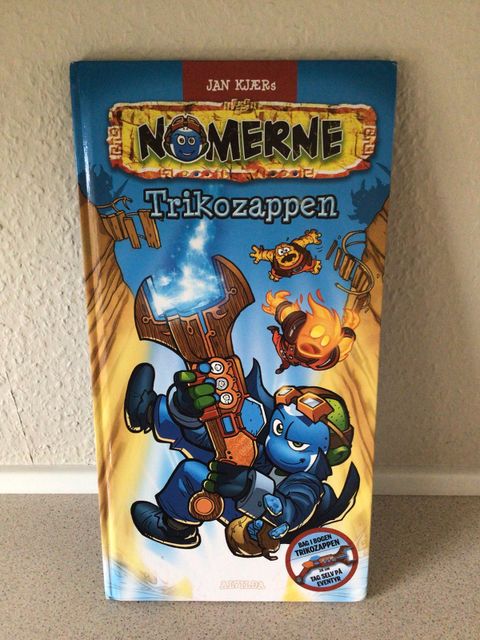 JAN KJÆRs
NOMERNE
Trikozappen
BAG I BOGEN
TRIKOZAPPEN
TAG SELV PÅ
EVENTYR
ALVILDA